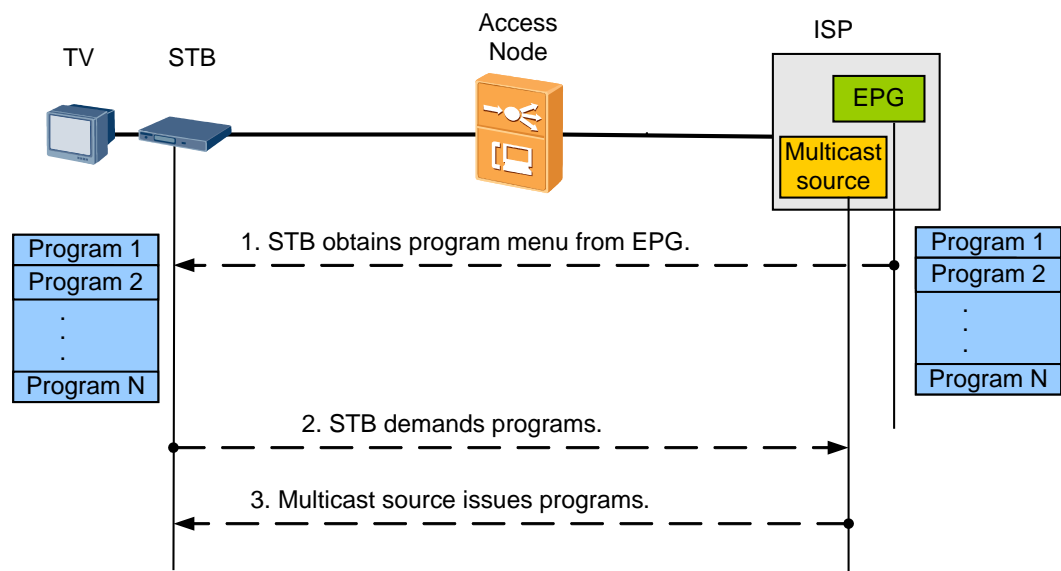 TV
STB
Access
Node
ISP
EPG
Multicast
source
1. STB obtains program menu from EPG.
Program 1
Program 2
.
.
.
Program N
Program 1
Program 2
.
.
.
Program N
2. STB demands programs.
3. Multicast source issues programs.